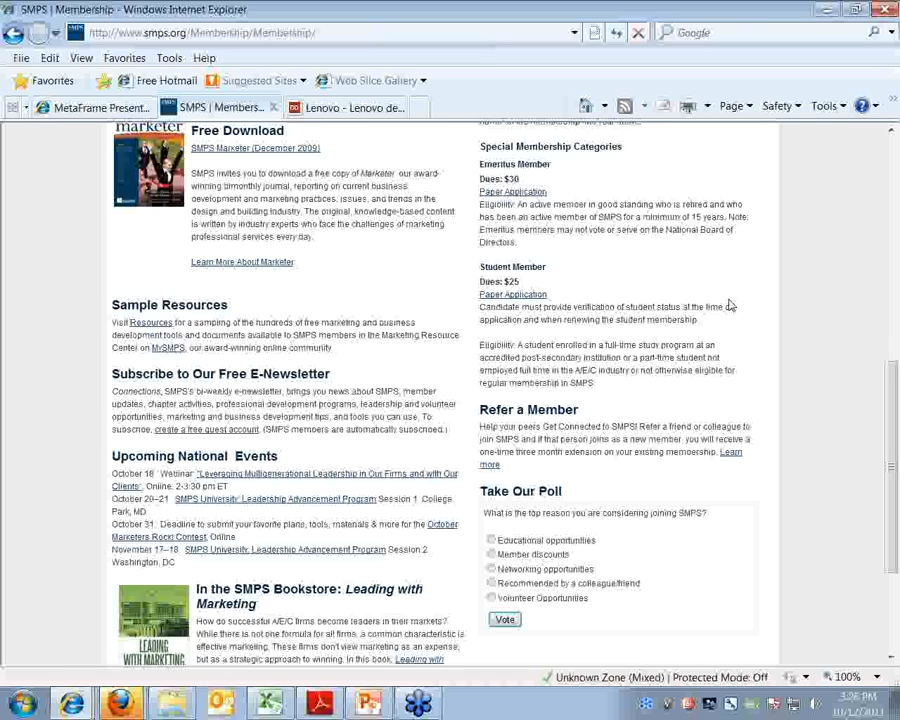 SMPS | Membership - Windows Internet Explorer
http://www.smps.org/Membership/Membership/
Google
File Edit View Favorites Tools Help
Favorites Free Hotmail Suggested Sites Web Slice Gallery
MetaFrame Present...
SMPS | Members...
Lenovo - Lenovo de...
Page Safety Tools
marketer
Free Download
SMPS Marketer (December 2009)
SMPS invites you to download a free copy of Marketer our award-
winning bimonthly journal, reporting on current business
development and marketing practices, issues, and trends in the
design and building industry. The original, knowledge-based content
is written by industry experts who face the challenges of marketing
professional services every day.
Learn More About Marketer
Sample Resources
Visit Resources for a sampling of the hundreds of free marketing and business
development tools and documents available to SMPS members in the Marketing Resource
Center on MySMPS, our award-winning online community
Subscribe to Our Free E-Newsletter
Connections, SMPS's bi-weekly e-newsletter, brings you news about SMPS, member
updates, chapter activities, professional development programs, leadership and volunteer
opportunities, marketing and business development tips, and tools you can use. To
subscribe, create a free guest account. (SMPS members are automatically subscribed.)
Upcoming National Events
October 18 Webinar: "Leveraging Multigenerational Leadership in Our Firms and with Our
Clients", Online, 2-3:30 pm ET
October 20–21 SMPS University: Leadership Advancement Program Session 1 College
Park, MD
October 31 Deadline to submit your favorite plans, tools, materials & more for the October
Marketers Rock! Contest, Online
November 17–18 SMPS University: Leadership Advancement Program Session 2
Washington, DC
In the SMPS Bookstore: Leading with
Marketing
How do successful A/E/C firms become leaders in their markets?
While there is not one formula for all firms, a common characteristic is
effective marketing. These firms don't view marketing as an expense,
but as a strategic approach to winning. In this book, Leading with
LEADING
WITH MARKETING
Special Membership Categories
Emeritus Member
Dues: $30
Paper Application
Eligibility: An active member in good standing who is retired and who
has been an active member of SMPS for a minimum of 15 years. Note:
Emeritus members may not vote or serve on the National Board of
Directors.
Student Member
Dues: $25
Paper Application
Candidate must provide verification of student status at the time of
application and when renewing the student membership.
Eligibility: A student enrolled in a full-time study program at an
accredited post-secondary institution or a part-time student not
employed full time in the A/E/C industry or not otherwise eligible for
regular membership in SMPS
Refer a Member
Help your peers Get Connected to SMPS! Refer a friend or colleague to
join SMPS and if that person joins as a new member, you will receive a
one-time three month extension on your existing membership. Learn
more
Take Our Poll
What is the top reason you are considering joining SMPS?
Educational opportunities
Member discounts
Networking opportunities
Recommended by a colleague/friend
Volunteer Opportunities
Vote
Unknown Zone (Mixed) | Protected Mode: Off
100%
3:26 PM
10/12/2011